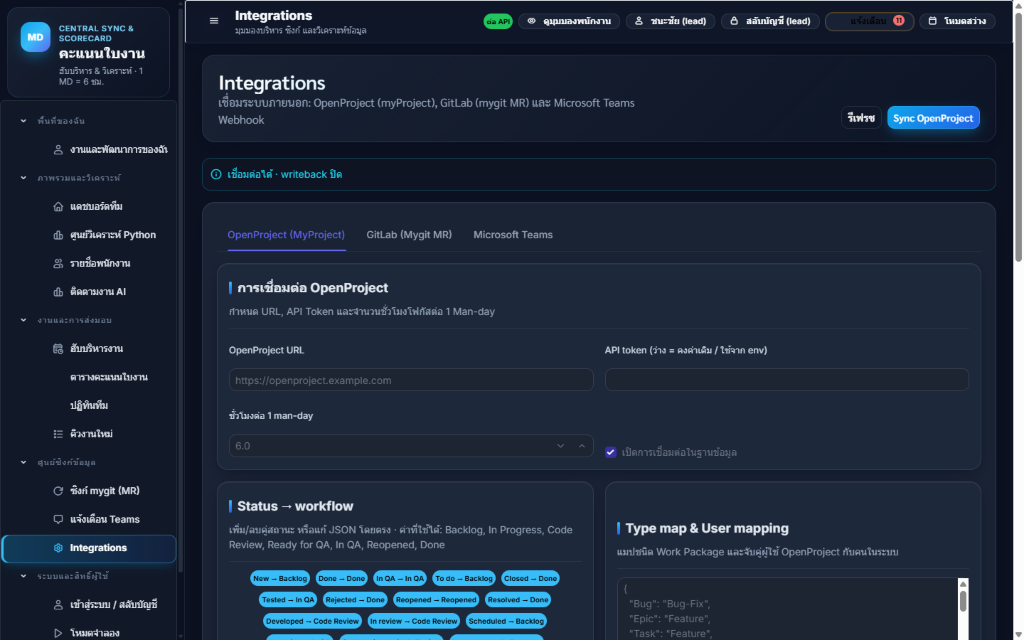 MD
CENTRAL SYNC &
SCORECARD
คะแนนใบงาน
ฮับบริหาร & วิเคราะห์ · 1
MD = 6 ชม.
พื้นที่ของฉัน
งานและพัฒนาการของฉัน
ภาพรวมและวิเคราะห์
แดชบอร์ดทีม
ศูนย์วิเคราะห์ Python
รายชื่อพนักงาน
ติดตามงาน AI
งานและการส่งมอบ
ฮับบริหารงาน
ตารางคะแนนใบงาน
ปฏิทินทีม
คิวงานใหม่
ศูนย์ซิงก์ข้อมูล
ซิงก์ mygit (MR)
แจ้งเตือน Teams
Integrations
ระบบและสิทธิ์ผู้ใช้
เข้าสู่ระบบ / สลับบัญชี
โหมดจำลอง
Integrations
มุมมองบริหาร ซิงก์ และวิเคราะห์ข้อมูล
ต่อ API
ดูมุมมองพนักงาน
ชนะชัย (lead)
สลับบัญชี (lead)
แจ้งเตือน 11
โหมดสว่าง
Integrations
เชื่อมระบบภายนอก: OpenProject (myProject), GitLab (mygit MR) และ Microsoft Teams
Webhook
รีเฟรช
Sync OpenProject
เชื่อมต่อได้ · writeback ปิด
OpenProject (MyProject)
GitLab (Mygit MR)
Microsoft Teams
การเชื่อมต่อ OpenProject
กำหนด URL, API Token และจำนวนชั่วโมงโฟกัสต่อ 1 Man-day
OpenProject URL
https://openproject.example.com
API token (ว่าง = คงค่าเดิม / ใช้จาก env)
ชั่วโมงต่อ 1 man-day
6.0
เปิดการเชื่อมต่อในฐานข้อมูล
Status → workflow
เพิ่ม/ลบคู่สถานะ หรือแก้ JSON โดยตรง · ค่าที่ใช้ได้: Backlog, In Progress, Code
Review, Ready for QA, In QA, Reopened, Done
New → Backlog
Done → Done
In QA → In QA
To do → Backlog
Closed → Done
Tested → In QA
Rejected → Done
Reopened → Reopened
Resolved → Done
Developed → Code Review
In review → Code Review
Scheduled → Backlog
Type map & User mapping
แมปชนิด Work Package และจับคู่ผู้ใช้ OpenProject กับคนในระบบ
{
"Bug": "Bug-Fix",
"Epic": "Feature",
"Task": "Feature",